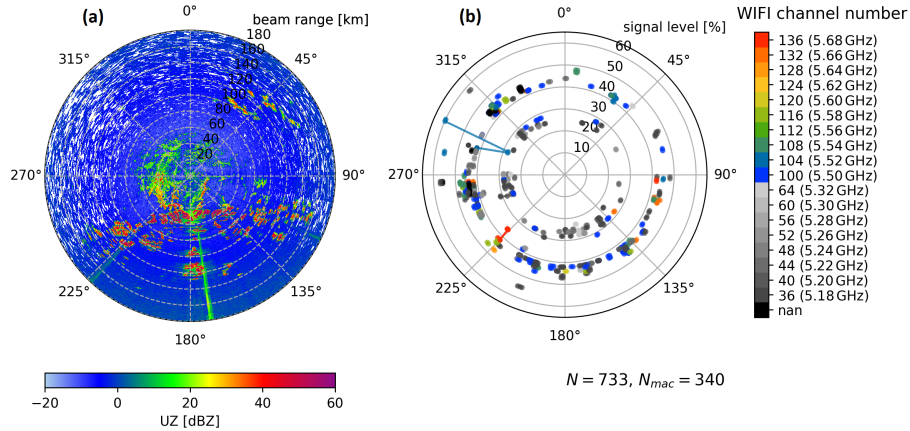 (a)
0°
beam range [km]
180
160
140
120
100
80
60
40
20
45°
90°
135°
180°
225°
270°
315°
−20
0
20
40
60
UZ [dBZ]
(b)
0°
signal level [%]
60
50
40
30
20
10
45°
90°
135°
180°
225°
270°
315°
N = 733, N_mac = 340
WIFI channel number
136 (5.68 GHz)
132 (5.66 GHz)
128 (5.64 GHz)
124 (5.62 GHz)
120 (5.60 GHz)
116 (5.58 GHz)
112 (5.56 GHz)
108 (5.54 GHz)
104 (5.52 GHz)
100 (5.50 GHz)
64 (5.32 GHz)
60 (5.30 GHz)
56 (5.28 GHz)
52 (5.26 GHz)
48 (5.24 GHz)
44 (5.22 GHz)
40 (5.20 GHz)
36 (5.18 GHz)
nan